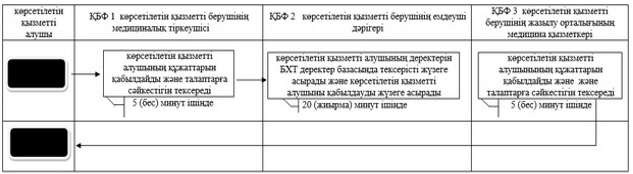 көрсетілетін
қызметті
алушы
ҚБФ 1 көрсетілетін қызметті берушінің
медициналық тіркеушісі
ҚБФ 2 көрсетілетін қызметті берушінің емдеуші
дәрігері
ҚБФ 3 көрсетілетін қызметті
берушінің жазылу орталығының
медицина қызметкері
көрсетілетін қызметті
алушының құжаттарын
қабылдайды және талаптарға
сәйкестігін тексереді
5 (бес) минут ішінде
көрсетілетін қызметті алушының деректерін
БХТ деректер базасында тексерісті жүзеге
асырады және көрсетілетін қызметті
алушыны қабылдауды жүзеге асырады
20 (жиырма) минут ішінде
көрсетілетін қызметті
алушынының құжаттарын
қабылдайды және
талаптарға сәйкестігін тексереді
5 (бес) минут ішінде